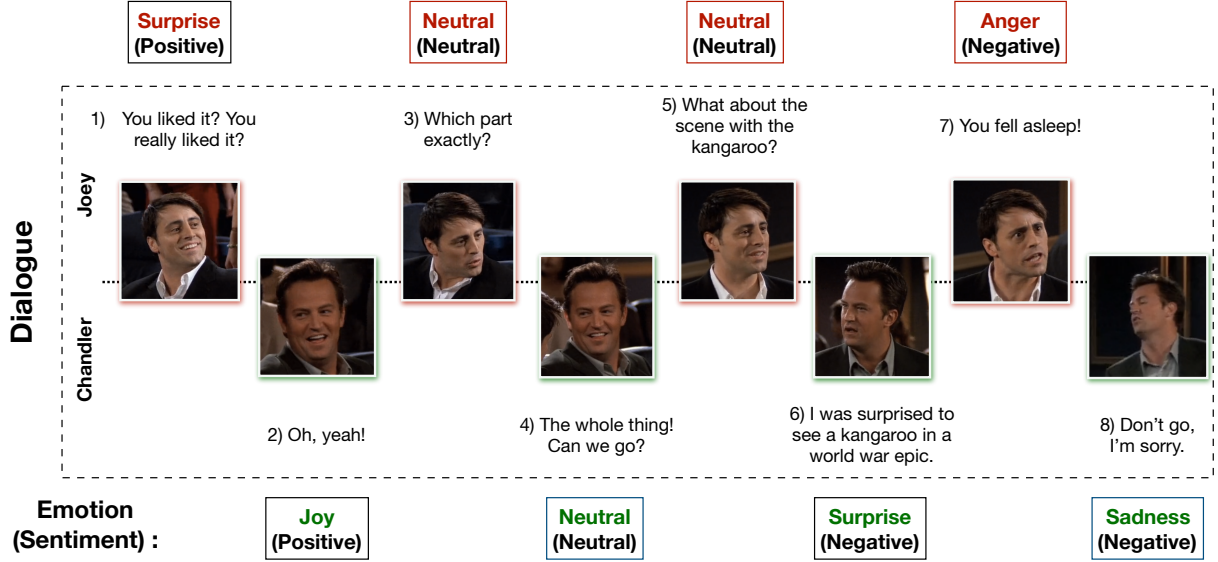 Surprise
(Positive)
Neutral
(Neutral)
Neutral
(Neutral)
Anger
(Negative)
Dialogue
Joey
Chandler
1) You liked it? You
really liked it?
2) Oh, yeah!
3) Which part
exactly?
4) The whole thing!
Can we go?
5) What about the
scene with the
kangaroo?
6) I was surprised to
see a kangaroo in a
world war epic.
7) You fell asleep!
8) Don’t go,
I’m sorry.
Emotion
(Sentiment) :
Joy
(Positive)
Neutral
(Neutral)
Surprise
(Negative)
Sadness
(Negative)